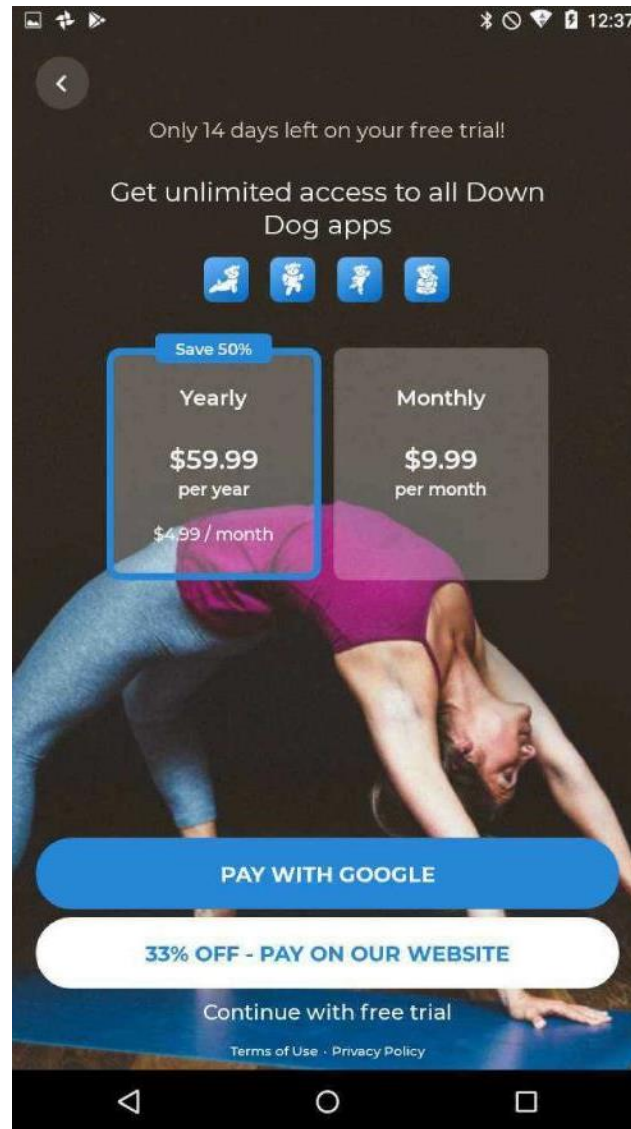 12:37
Only 14 days left on your free trial!
Get unlimited access to all Down
Dog apps
Save 50%
Yearly
$59.99
per year
$4.99 / month
Monthly
$9.99
per month
PAY WITH GOOGLE
33% OFF - PAY ON OUR WEBSITE
Continue with free trial
Terms of Use · Privacy Policy